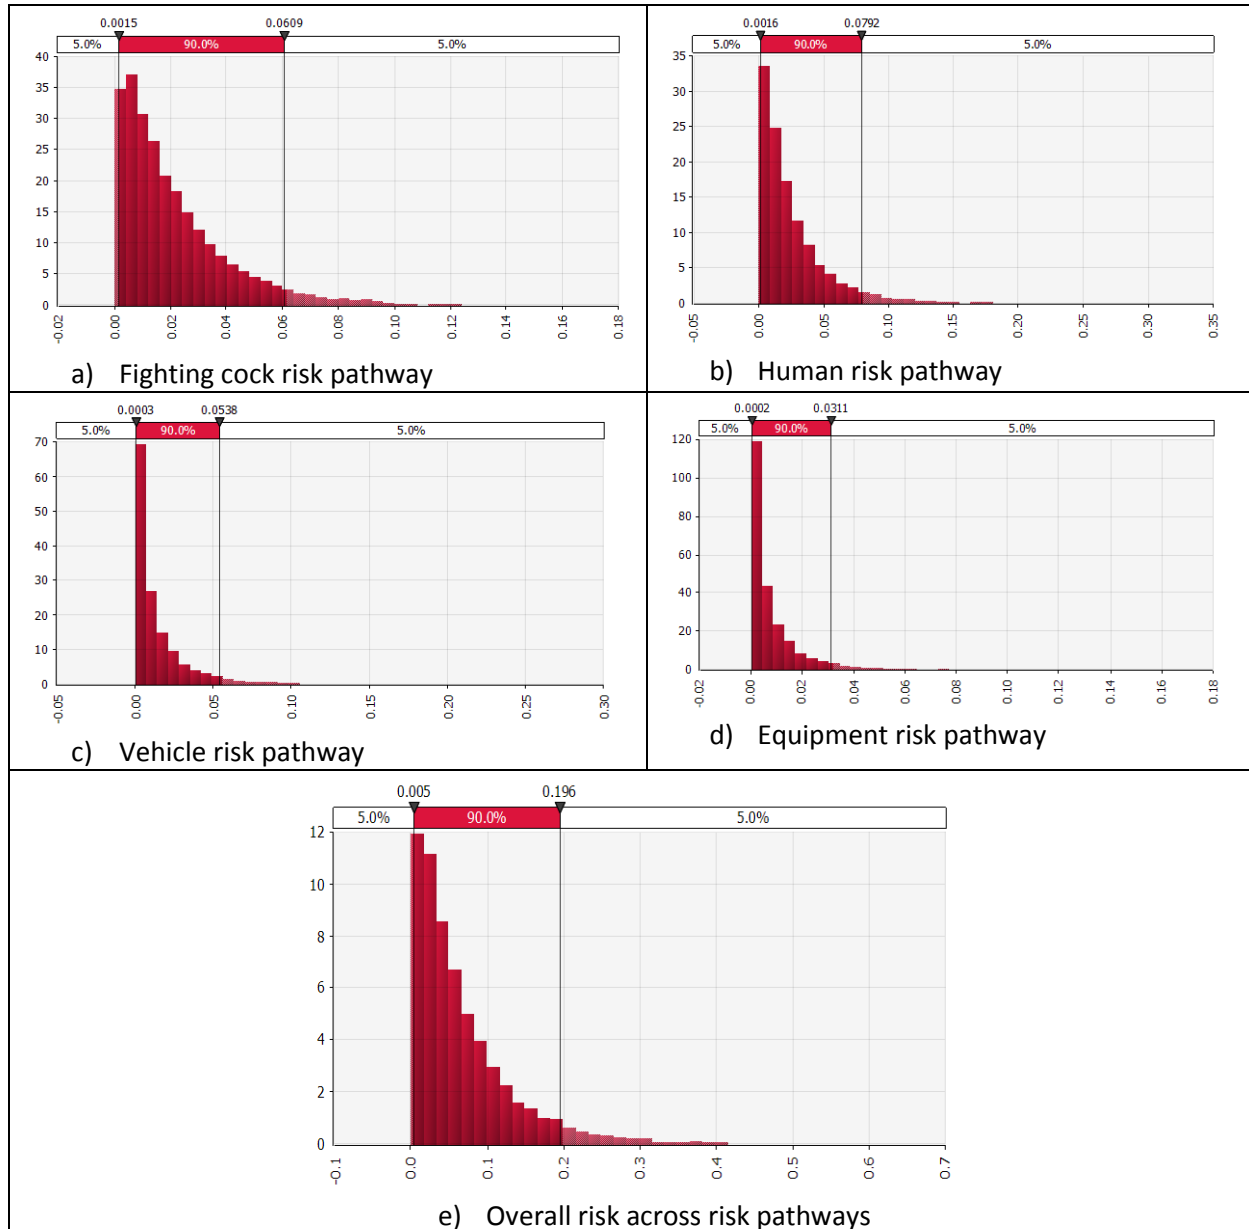 0.0015 0.0609
5.0% 90.0% 5.0%
40
35
30
25
20
15
10
5
0
-0.02 0.00 0.02 0.04 0.06 0.08 0.10 0.12 0.14 0.16 0.18
a) Fighting cock risk pathway
0.0016 0.0792
5.0% 90.0% 5.0%
35
30
25
20
15
10
5
0
-0.05 0.00 0.05 0.10 0.15 0.20 0.25 0.30 0.35
b) Human risk pathway
0.0003 0.0538
5.0% 90.0% 5.0%
70
60
50
40
30
20
10
0
-0.05 0.00 0.05 0.10 0.15 0.20 0.25 0.30
c) Vehicle risk pathway
0.0002 0.0311
5.0% 90.0% 5.0%
120
100
80
60
40
20
0
-0.02 0.00 0.02 0.04 0.06 0.08 0.10 0.12 0.14 0.16 0.18
d) Equipment risk pathway
0.005 0.196
5.0% 90.0% 5.0%
12
10
8
6
4
2
0
-0.1 0.0 0.1 0.2 0.3 0.4 0.5 0.6 0.7
e) Overall risk across risk pathways